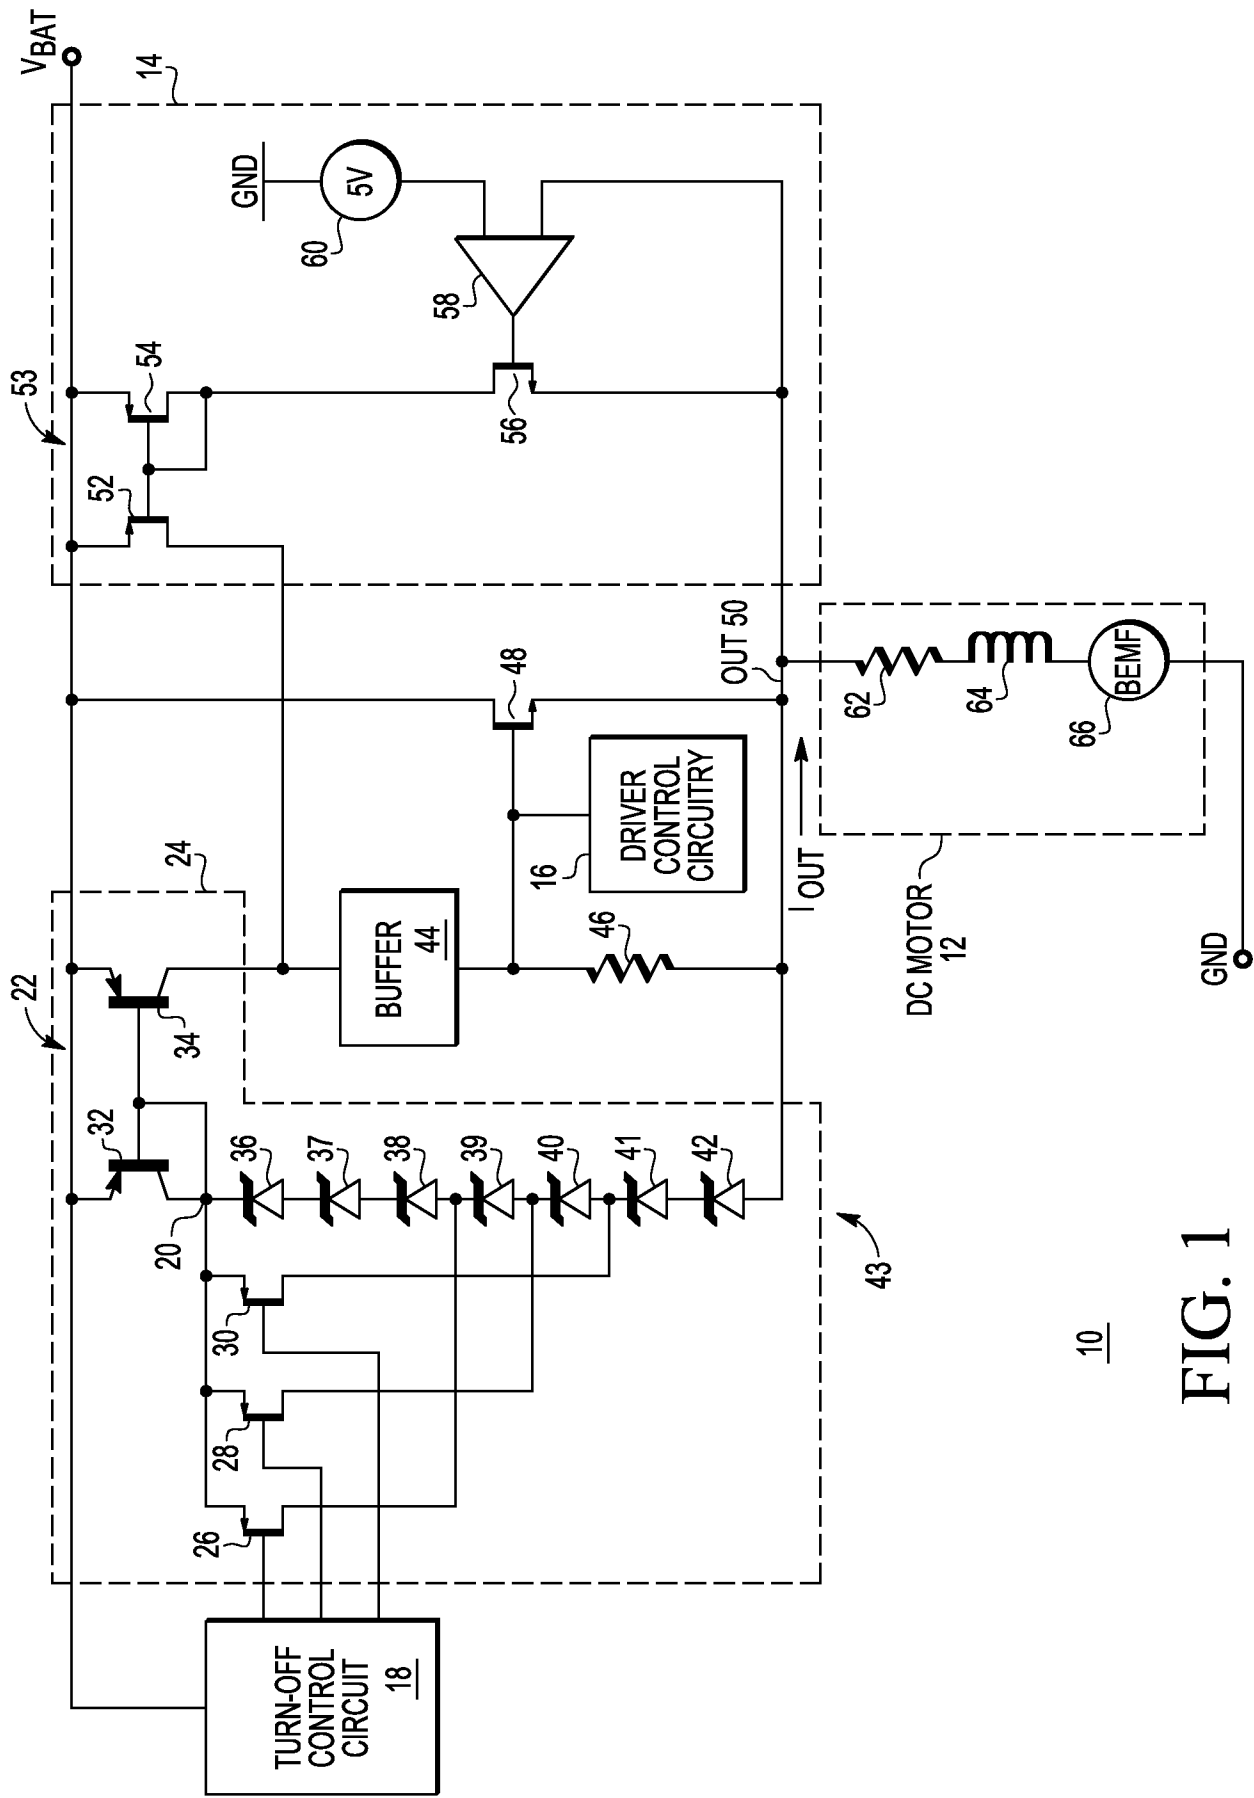 V_BAT
53
14
22
24
52
54
GND
5V
60
58
56
32
34
20
36
37
38
39
40
41
42
43
30
28
26
TURN-OFF
CONTROL
CIRCUIT
18
BUFFER
44
46
48
DRIVER
CONTROL
CIRCUITRY
16
OUT 50
I_OUT
62
64
BEMF
66
DC MOTOR
12
GND
10
FIG. 1